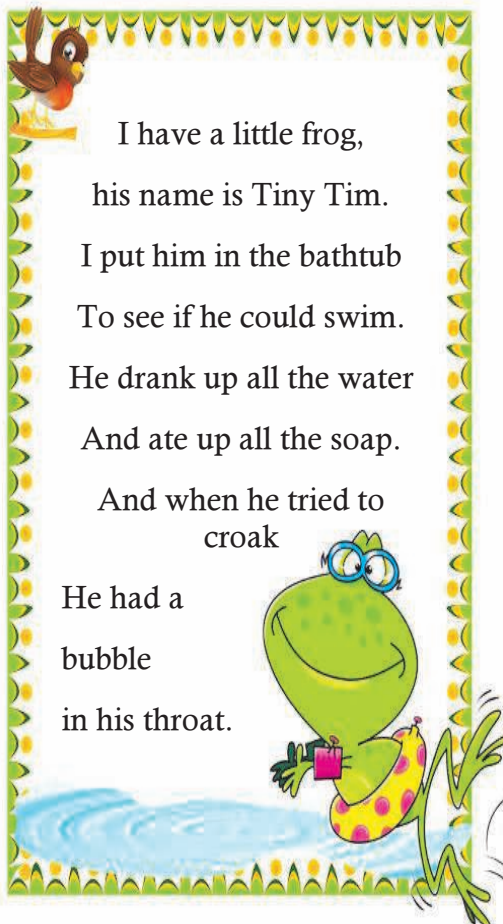 I have a little frog,
his name is Tiny Tim.
I put him in the bathtub
To see if he could swim.
He drank up all the water
And ate up all the soap.
And when he tried to
croak
He had a
bubble
in his throat.